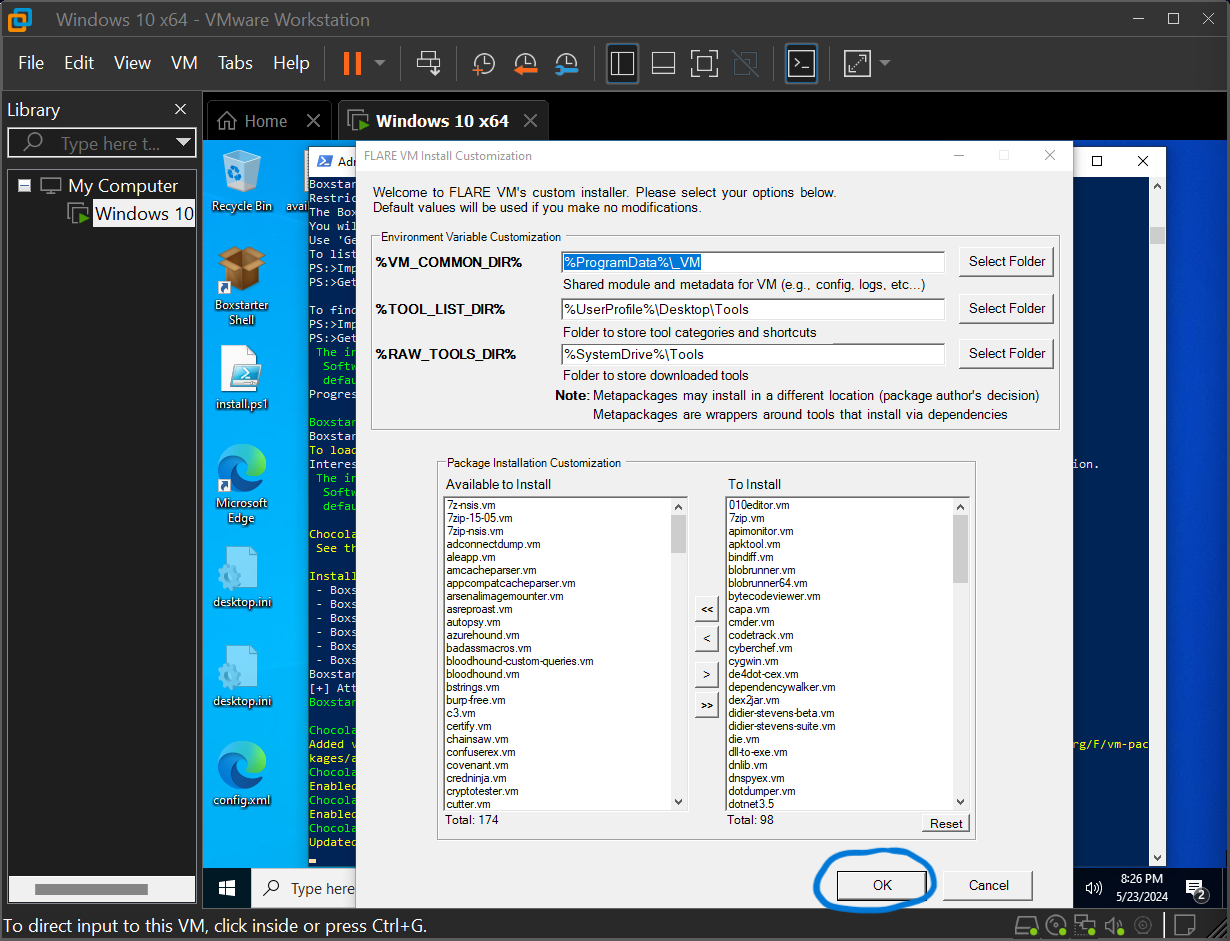 Windows 10 x64 - VMware Workstation
File Edit View VM Tabs Help
Library
Type here t...
My Computer
Windows 10
Home
Windows 10 x64
Recycle Bin
avai
Boxstarter
Shell
install.ps1
Microsoft
Edge
desktop.ini
desktop.ini
config.xml
Adr
Boxstar
Restric
The Box
You wil
Use 'Ge
To list
PS:>Imp
PS:>Get
To find
PS:>Imp
PS:>Get
The in
Softw
defau
Progres
Boxstar
Boxstar
To load
Interes
ion.
The in
Softw
defau
Chocola
See th
Install
- Boxs
- Boxs
- Boxs
- Boxs
- Boxs
- Boxs
Boxstar
[+] Att
Boxstar
Chocola
Added v
rg/F/vm-pac
kages/a
Chocola
Enabled
Chocola
Enabled
Chocola
Updated
FLARE VM Install Customization
Welcome to FLARE VM's custom installer. Please select your options below.
Default values will be used if you make no modifications.
Environment Variable Customization
%VM_COMMON_DIR% %ProgramData%\_VM Select Folder
Shared module and metadata for VM (e.g., config, logs, etc...)
%TOOL_LIST_DIR% %UserProfile%\Desktop\Tools Select Folder
Folder to store tool categories and shortcuts
%RAW_TOOLS_DIR% %SystemDrive%\Tools Select Folder
Folder to store downloaded tools
Note: Metapackages may install in a different location (package author's decision)
Metapackages are wrappers around tools that install via dependencies
Package Installation Customization
Available to Install
7z-nsis.vm
7zip-15-05.vm
7zip-nsis.vm
adconnectdump.vm
aleapp.vm
amcacheparser.vm
appcompatcacheparser.vm
arsenalimagemounter.vm
asreproast.vm
autopsy.vm
azurehound.vm
badassmacros.vm
bloodhound-custom-queries.vm
bloodhound.vm
bstrings.vm
burp-free.vm
c3.vm
certify.vm
chainsaw.vm
confuserex.vm
covenant.vm
credninja.vm
cryptotester.vm
cutter.vm
Total: 174
<<
<
>
>>
To Install
010editor.vm
7zip.vm
apimonitor.vm
apktool.vm
bindiff.vm
blobrunner.vm
blobrunner64.vm
bytecodeviewer.vm
capa.vm
cmder.vm
codetrack.vm
cyberchef.vm
cygwin.vm
de4dot-cex.vm
dependencywalker.vm
dex2jar.vm
didier-stevens-beta.vm
didier-stevens-suite.vm
die.vm
dll-to-exe.vm
dnlib.vm
dnspyex.vm
dotdumper.vm
dotnet3.5
Total: 98
Reset
OK Cancel
Type here
8:26 PM
5/23/2024
2
To direct input to this VM, click inside or press Ctrl+G.